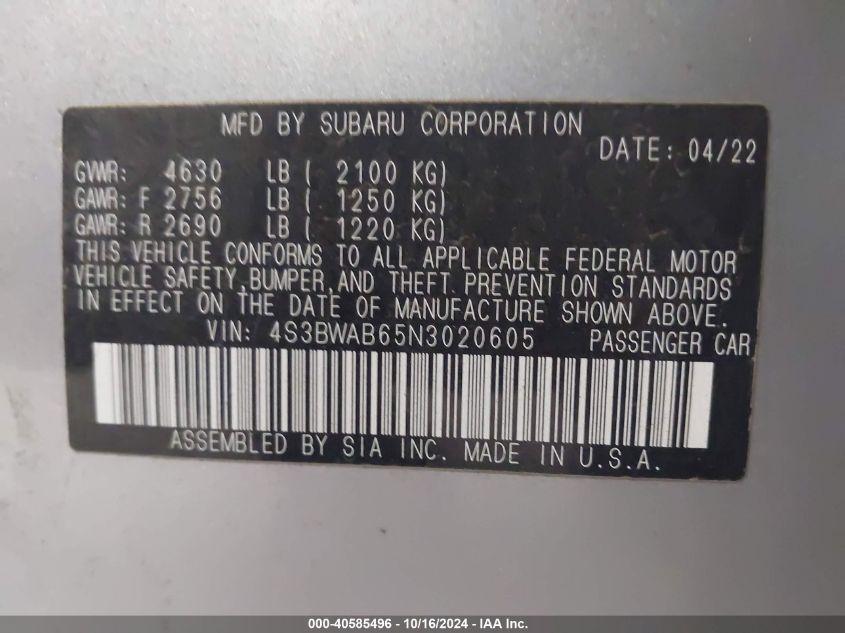 MFD BY SUBARU CORPORATION
DATE: 04/22
GVWR: 4630 LB ( 2100 KG)
GAWR: F 2756 LB ( 1250 KG)
GAWR: R 2690 LB ( 1220 KG)
THIS VEHICLE CONFORMS TO ALL APPLICABLE FEDERAL MOTOR
VEHICLE SAFETY, BUMPER, AND THEFT PREVENTION STANDARDS
IN EFFECT ON THE DATE OF MANUFACTURE SHOWN ABOVE.
VIN: 4S3BWAB65N3020605 PASSENGER CAR
ASSEMBLED BY SIA INC. MADE IN U.S.A.
000-40585496 - 10/16/2024 - IAA Inc.